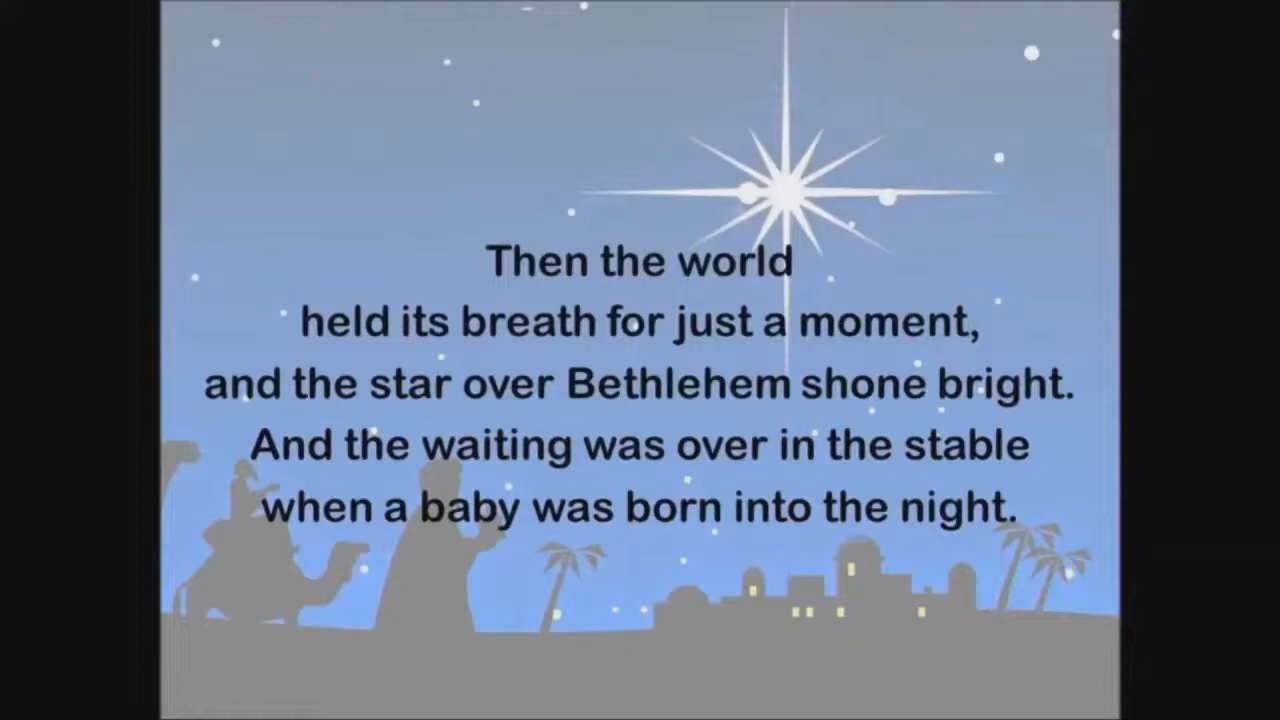 Then the world
held its breath for just a moment,
and the star over Bethlehem shone bright.
And the waiting was over in the stable
when a baby was born into the night.